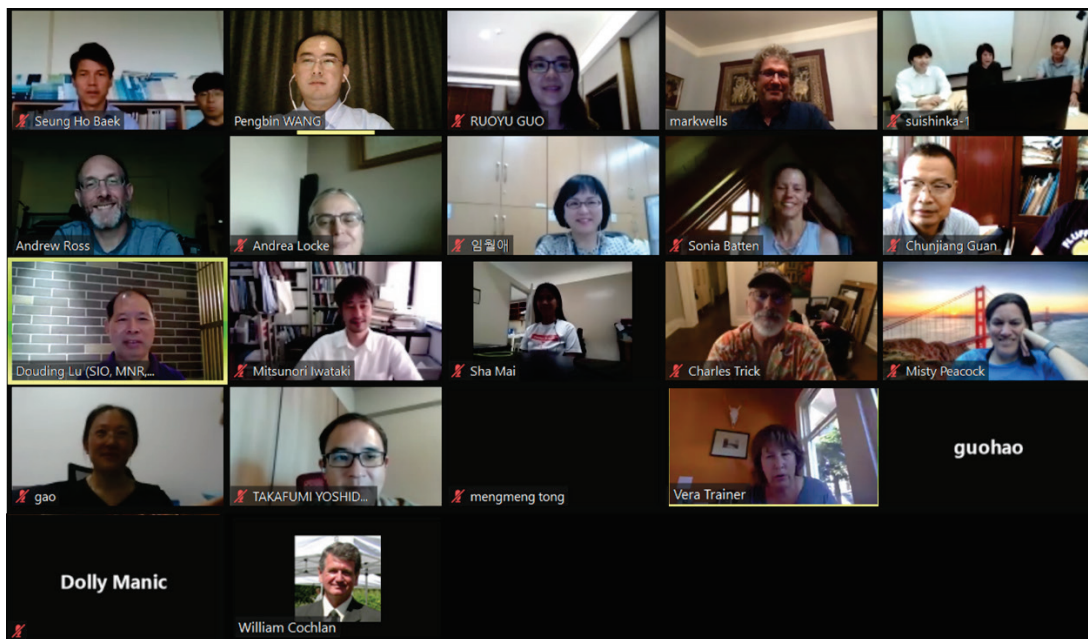 Seung Ho Baek
Pengbin WANG
RUOYU GUO
markwells
suishinka-1
Andrew Ross
Andrea Locke
임월애
Sonia Batten
Chunjiang Guan
Douding Lu (SIO, MNR,...
Mitsunori Iwataki
Sha Mai
Charles Trick
Misty Peacock
gao
TAKAFUMI YOSHID...
mengmeng tong
Vera Trainer
guohao
Dolly Manic
William Cochlan